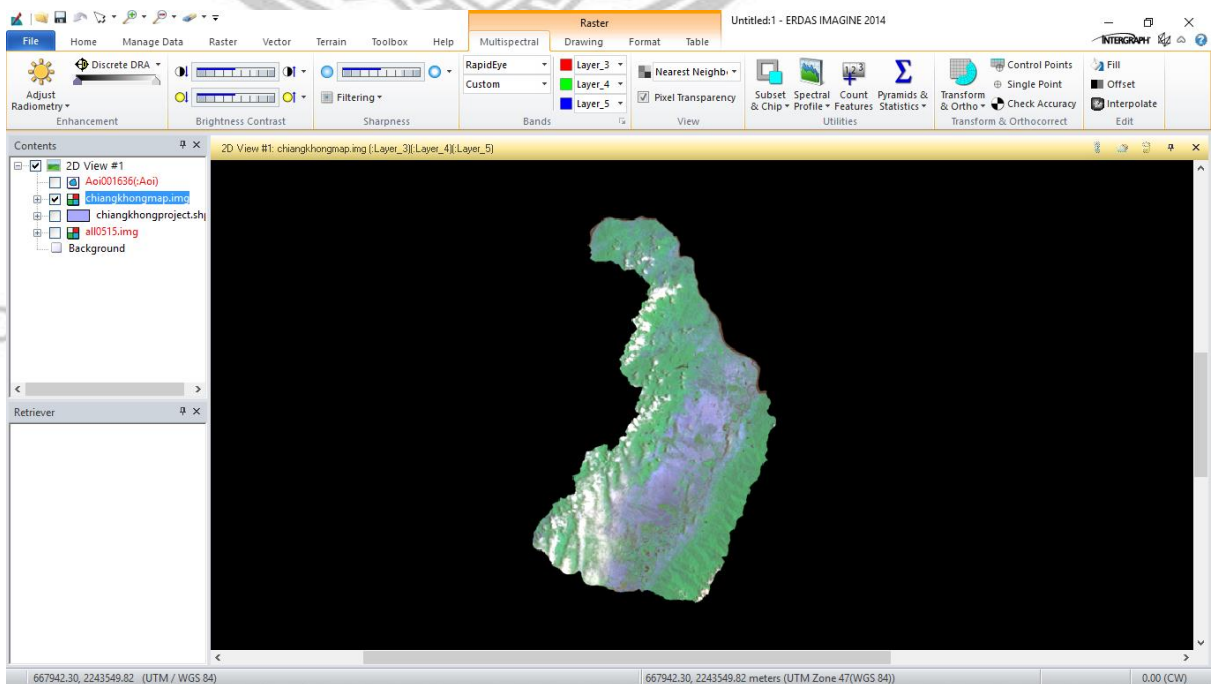 Raster
Untitled:1 - ERDAS IMAGINE 2014
File Home Manage Data Raster Vector Terrain Toolbox Help Multispectral Drawing Format Table
INTERGRAPH
Discrete DRA
Adjust
Radiometry
Enhancement
Brightness Contrast
Filtering
Sharpness
RapidEye
Custom
Layer_3
Layer_4
Layer_5
Bands
Nearest Neighb
Pixel Transparency
View
Subset
& Chip
Spectral
Profile
Count
Features
Pyramids &
Statistics
Utilities
Transform
& Ortho
Control Points
Single Point
Check Accuracy
Transform & Orthocorrect
Fill
Offset
Interpolate
Edit
Contents
2D View #1
Aoi001636(:Aoi)
chiangkhongmap.img
chiangkhongproject.shp
all0515.img
Background
Retriever
2D View #1: chiangkhongmap.img (:Layer_3)(:Layer_4)(:Layer_5)
667942.30, 2243549.82 (UTM / WGS 84)
667942.30, 2243549.82 meters (UTM Zone 47(WGS 84))
0.00 (CW)